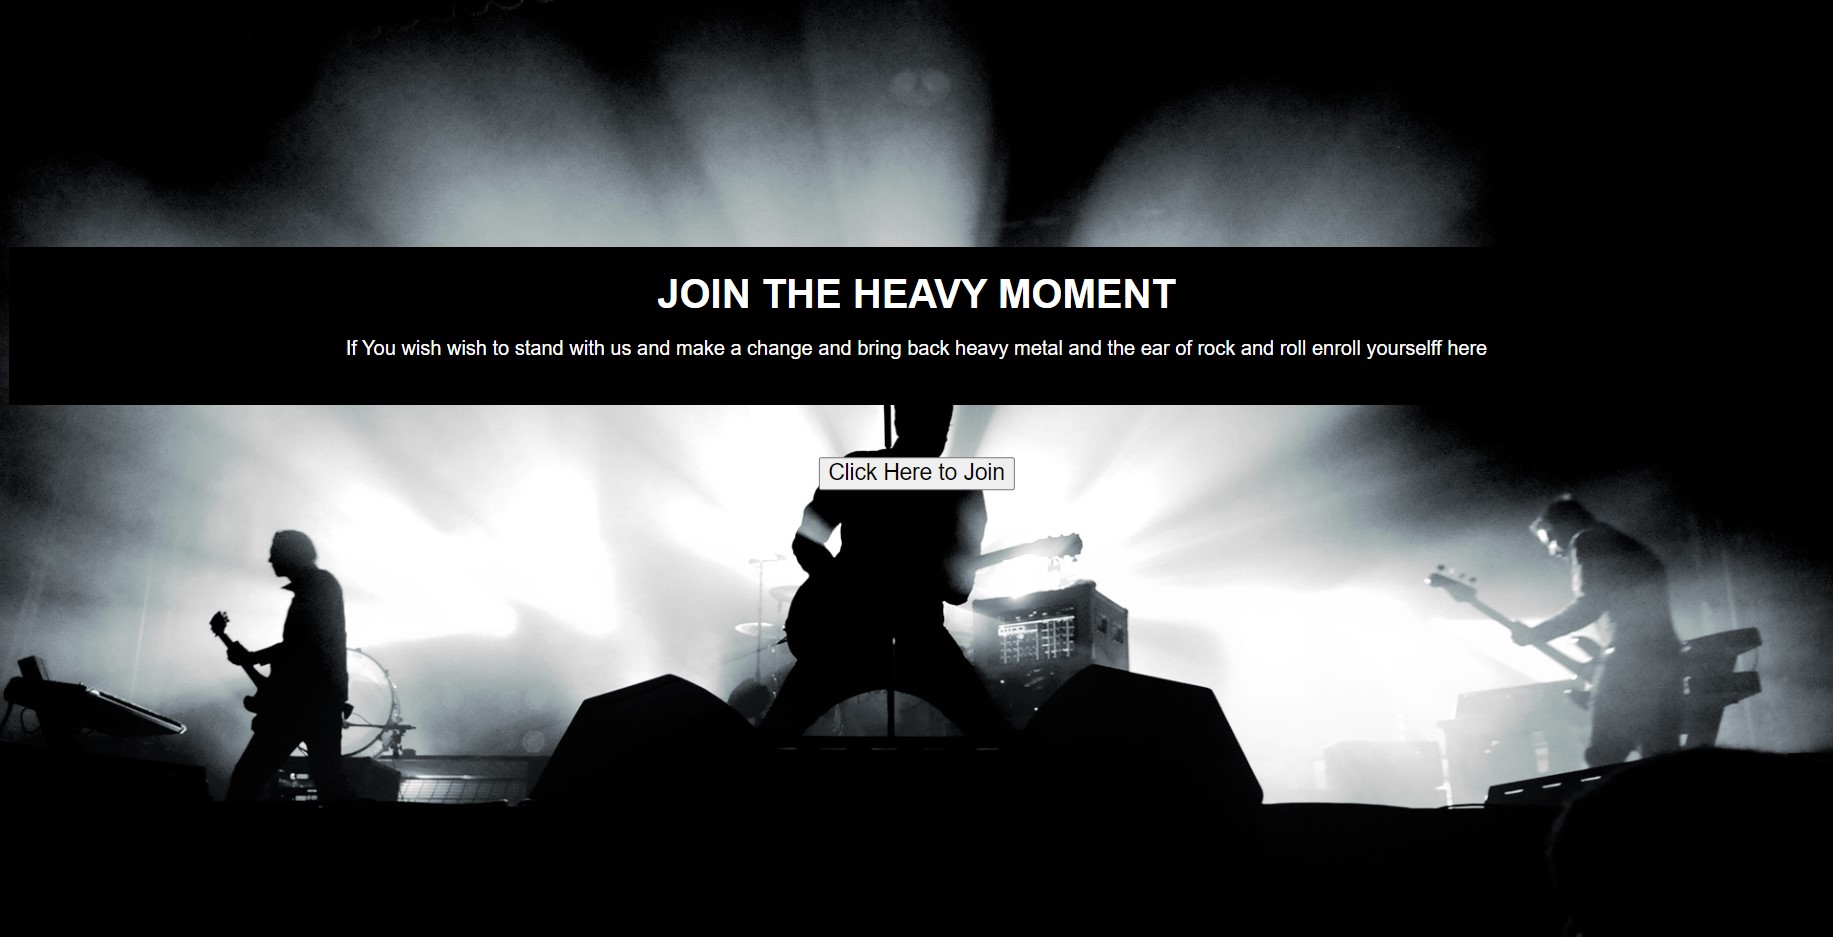 JOIN THE HEAVY MOMENT
If You wish wish to stand with us and make a change and bring back heavy metal and the ear of rock and roll enroll yourselff here
Click Here to Join